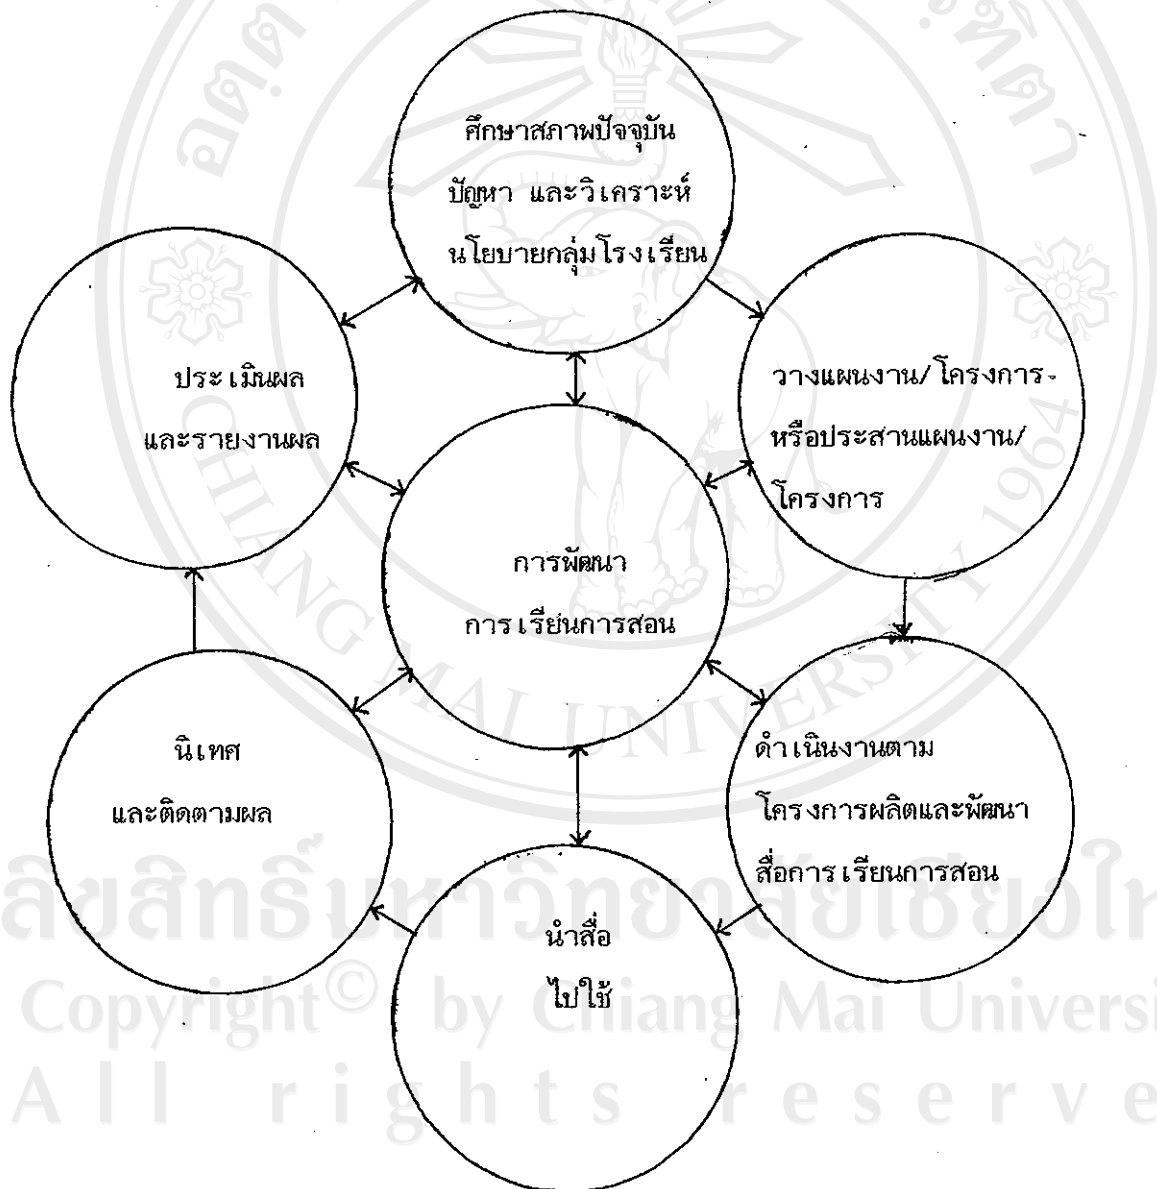 ศึกษาสภาพปัจจุบัน
ปัญหา และวิเคราะห์
นโยบายกลุ่มโรงเรียน
วางแผนงาน/โครงการ
หรือประสานแผนงาน/
โครงการ
ประเมินผล
และรายงานผล
การพัฒนา
การเรียนการสอน
ดำเนินงานตาม
โครงการผลิตและพัฒนา
สื่อการเรียนการสอน
นิเทศ
และติดตามผล
นำสื่อ
ไปใช้
CHIANG MAI UNIVERSITY 1964
ลิขสิทธิ์มหาวิทยาลัยเชียงให
Copyright© by Chiang Mai Universi
All rights reserve